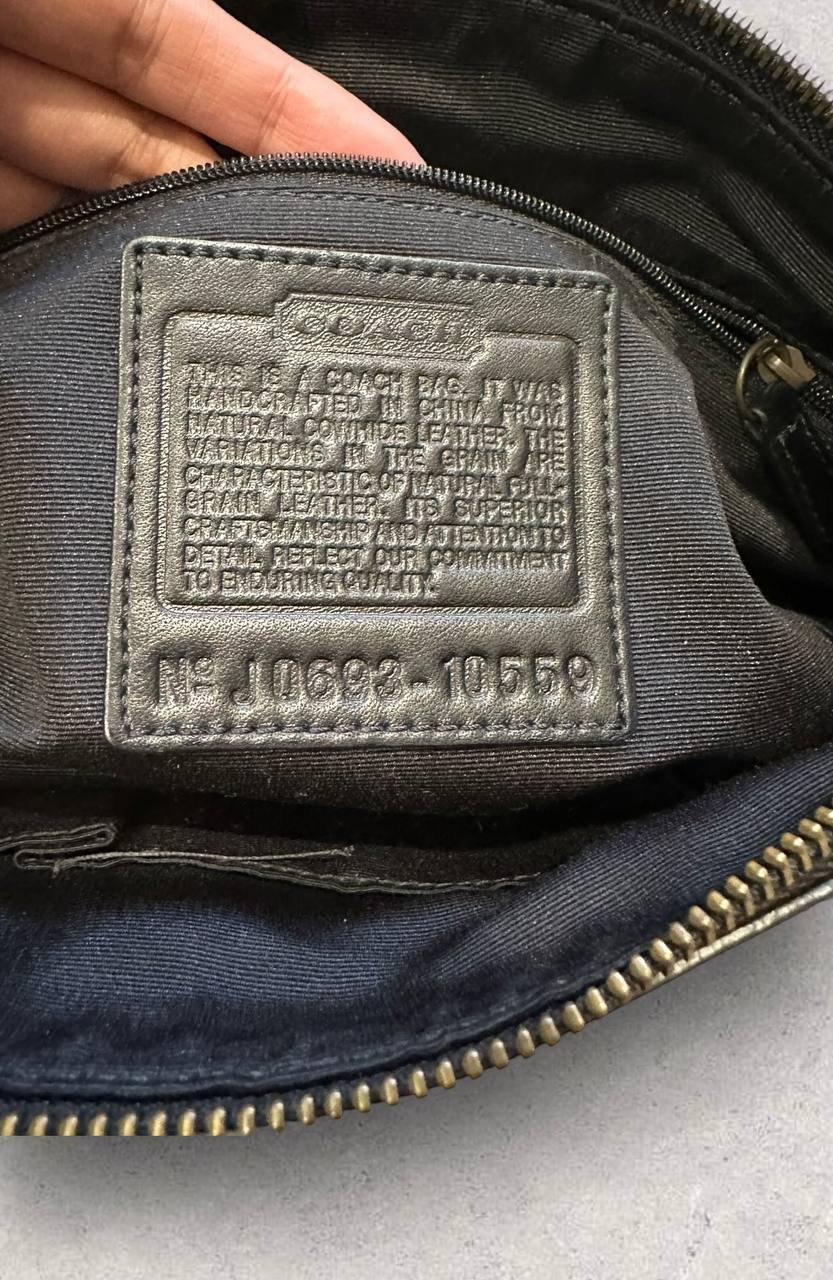 COACH
THIS IS A COACH BAG. IT WAS
HANDCRAFTED IN CHINA FROM
NATURAL COWHIDE LEATHER. THE
VARIATIONS IN THE GRAIN ARE
CHARACTERISTIC OF NATURAL FULL-
GRAIN LEATHER. ITS SUPERIOR
CRAFTSMANSHIP AND ATTENTION TO
DETAIL REFLECT OUR COMMITMENT
TO ENDURING QUALITY.
Nº J0693-10559